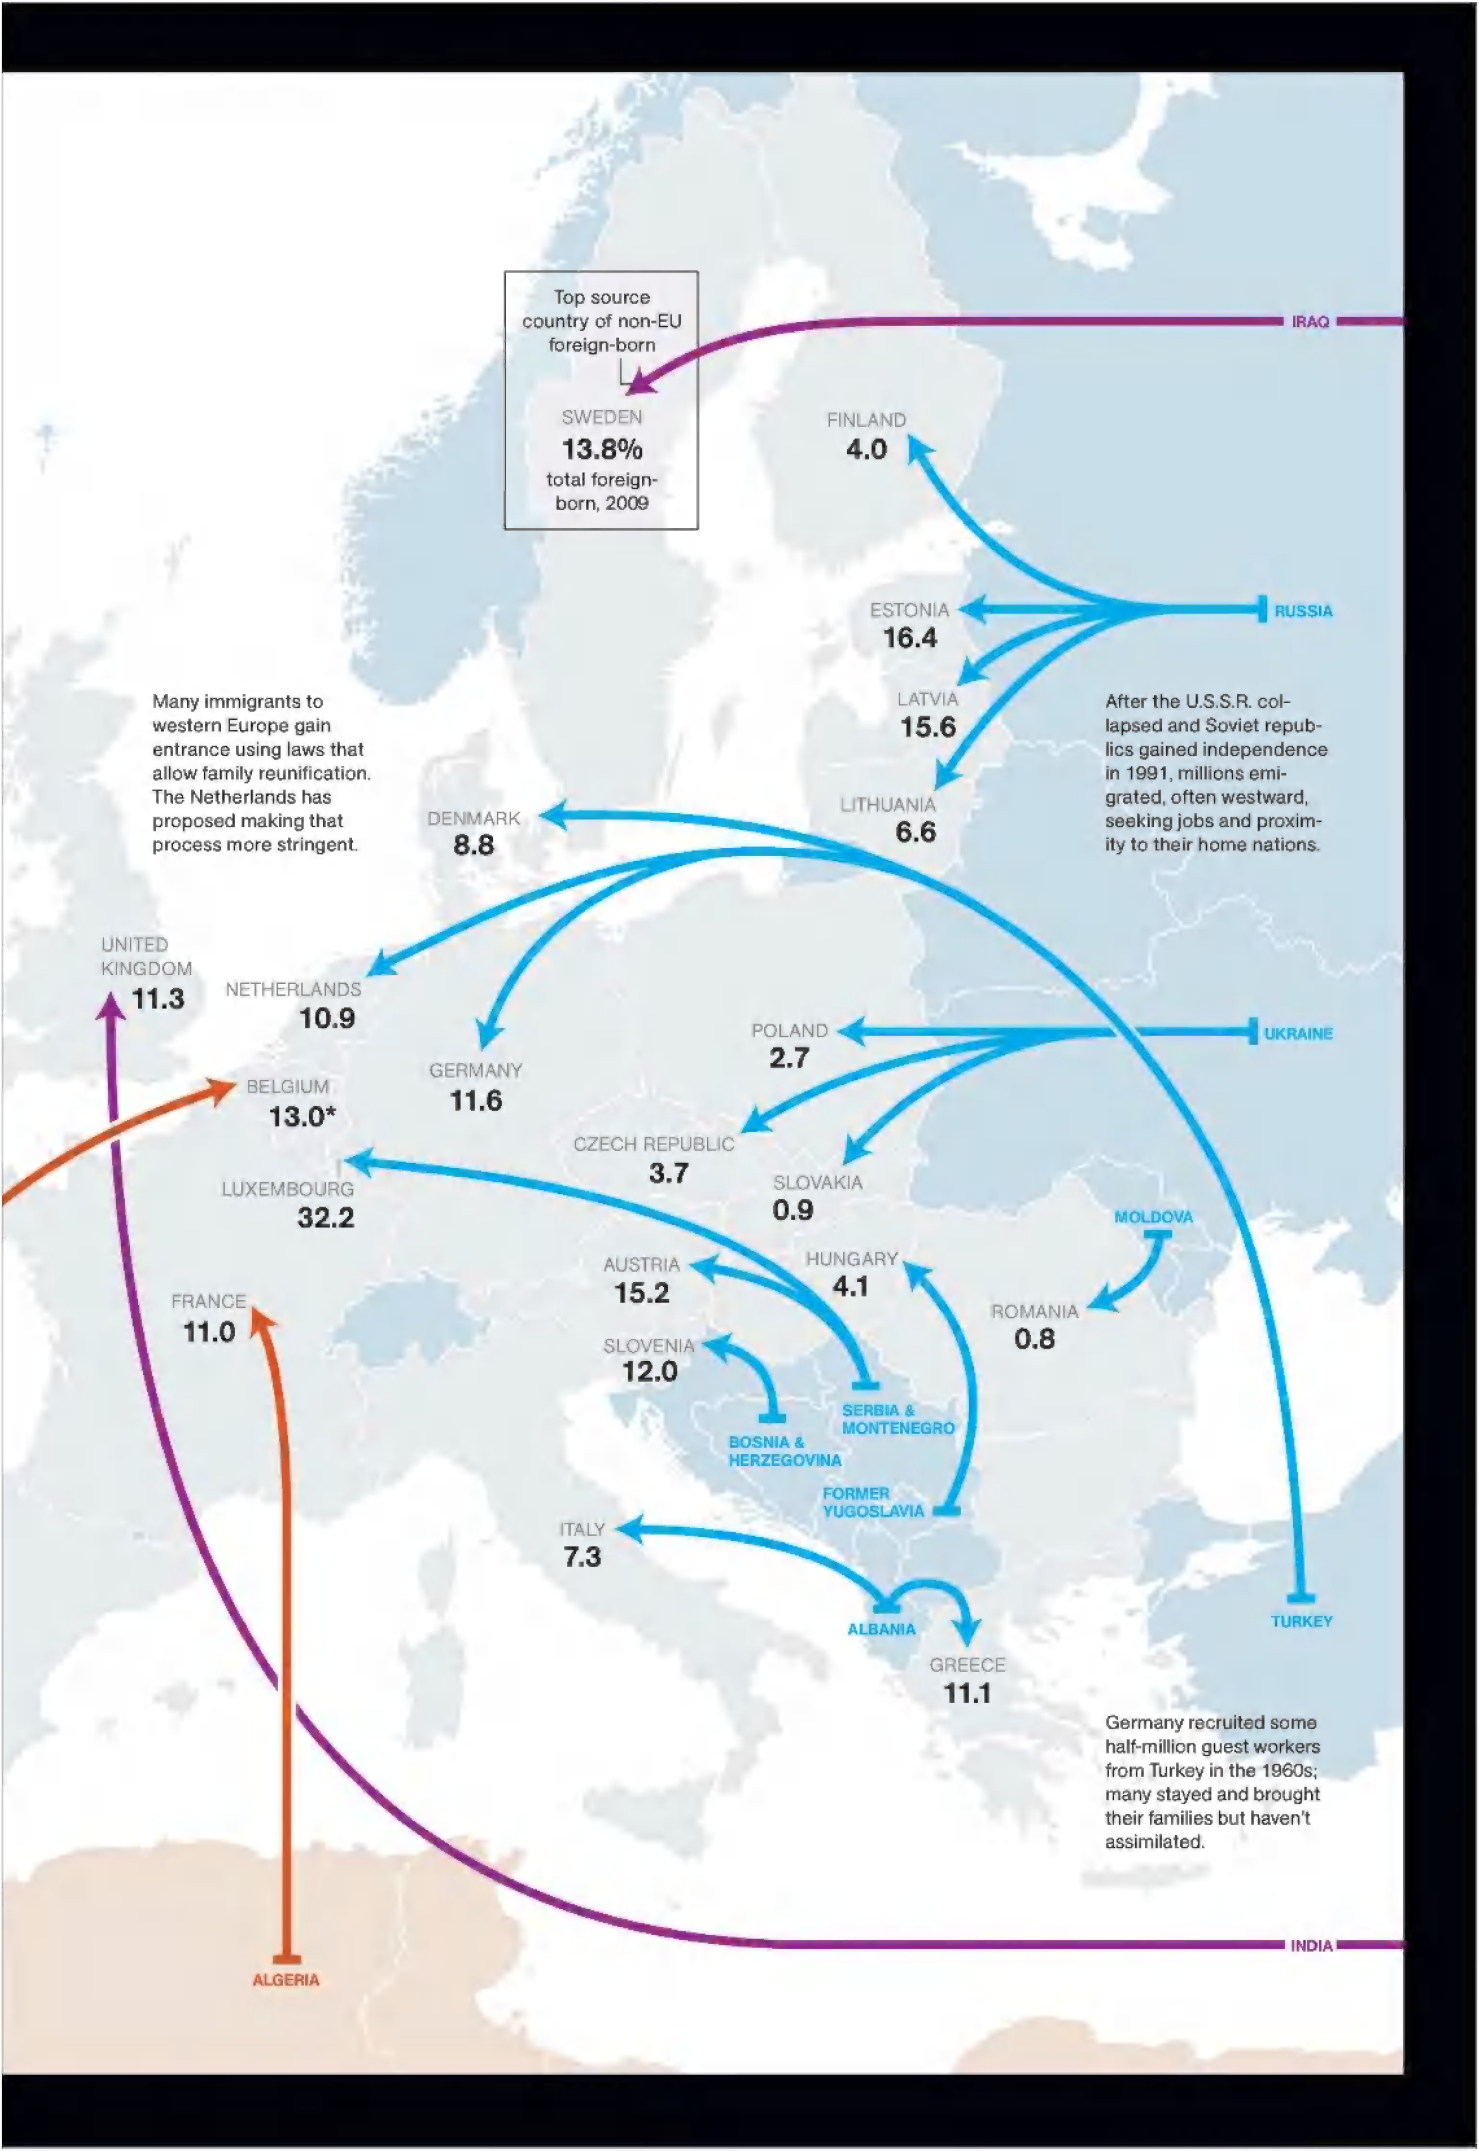 Top source
country of non-EU
foreign-born
IRAQ
SWEDEN
13.8%
total foreign-
born, 2009
FINLAND
4.0
ESTONIA
16.4
RUSSIA
LATVIA
15.6
LITHUANIA
6.6
Many immigrants to
western Europe gain
entrance using laws that
allow family reunification.
The Netherlands has
proposed making that
process more stringent.
After the U.S.S.R. col-
lapsed and Soviet repub-
lics gained independence
in 1991, millions emi-
grated, often westward,
seeking jobs and proxim-
ity to their home nations.
DENMARK
8.8
UNITED
KINGDOM
11.3
NETHERLANDS
10.9
GERMANY
11.6
POLAND
2.7
UKRAINE
BELGIUM
13.0*
CZECH REPUBLIC
3.7
SLOVAKIA
0.9
LUXEMBOURG
32.2
MOLDOVA
AUSTRIA
15.2
HUNGARY
4.1
ROMANIA
0.8
FRANCE
11.0
SLOVENIA
12.0
SERBIA &
MONTENEGRO
BOSNIA &
HERZEGOVINA
FORMER
YUGOSLAVIA
ITALY
7.3
ALBANIA
TURKEY
GREECE
11.1
Germany recruited some
half-million guest workers
from Turkey in the 1960s;
many stayed and brought
their families but haven't
assimilated.
INDIA
ALGERIA